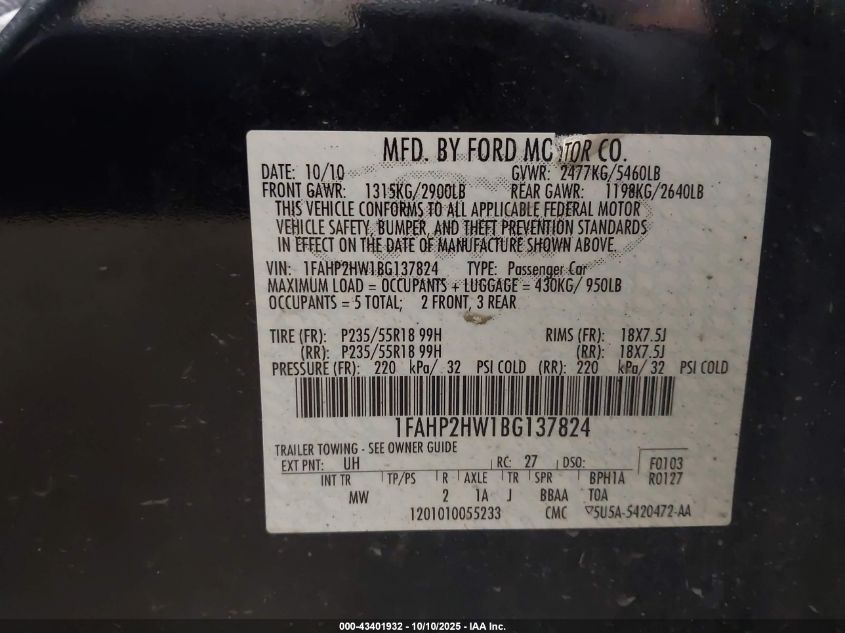 MFD. BY FORD MOTOR CO.
DATE: 10/10 GVWR: 2477KG/5460LB
FRONT GAWR: 1315KG/2900LB REAR GAWR: 1198KG/2640LB
THIS VEHICLE CONFORMS TO ALL APPLICABLE FEDERAL MOTOR
VEHICLE SAFETY, BUMPER, AND THEFT PREVENTION STANDARDS
IN EFFECT ON THE DATE OF MANUFACTURE SHOWN ABOVE.
VIN: 1FAHP2HW1BG137824 TYPE: Passenger Car
MAXIMUM LOAD = OCCUPANTS + LUGGAGE = 430KG/ 950LB
OCCUPANTS = 5 TOTAL; 2 FRONT, 3 REAR
TIRE (FR): P235/55R18 99H RIMS (FR): 18X7.5J
(RR): P235/55R18 99H (RR): 18X7.5J
PRESSURE (FR): 220 kPa/ 32 PSI COLD (RR): 220 kPa/ 32 PSI COLD
1FAHP2HW1BG137824
TRAILER TOWING - SEE OWNER GUIDE
EXT PNT: UH RC: 27 DSO: F0103
INT TR TP/PS R AXLE TR SPR BPH1A R0127
MW 2 1A J BBAA T0A
1201010055233 CMC ▽5U5A-5420472-AA
000-43401932 - 10/10/2025 - IAA Inc.